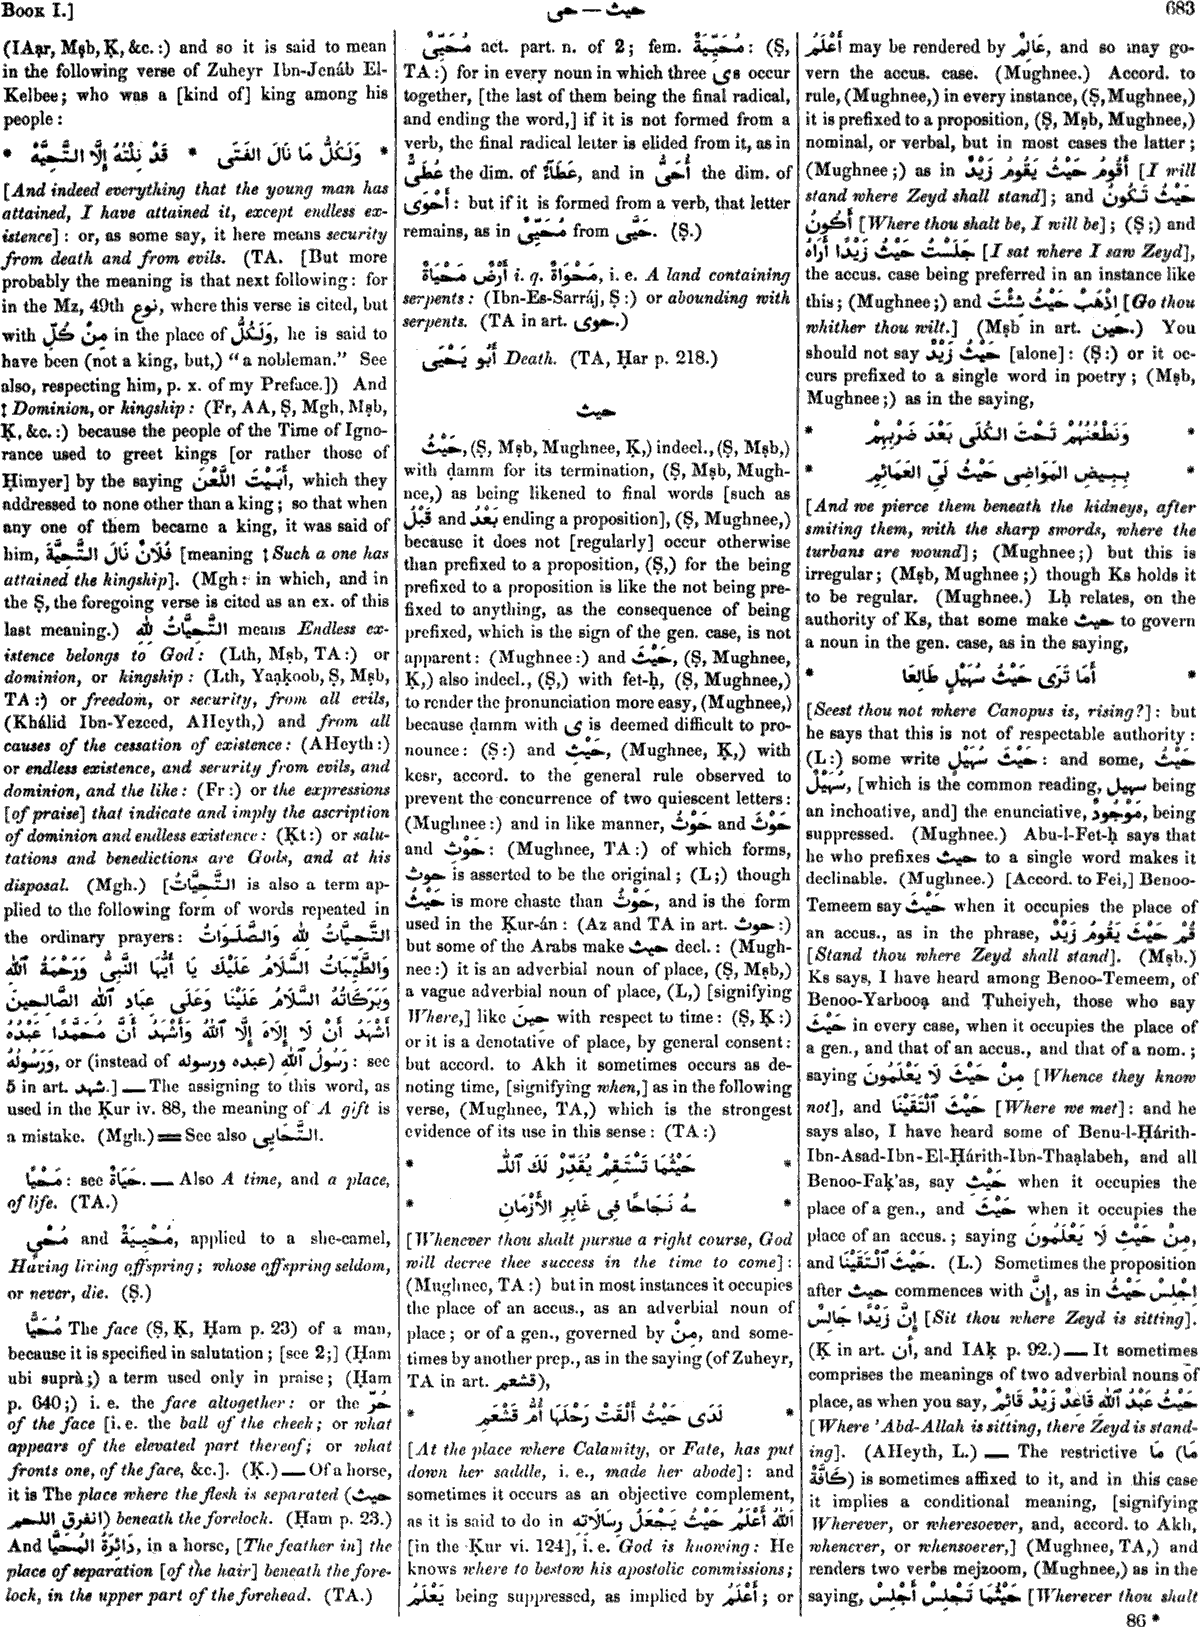 Book I.]
حيث — حى
683
(IAạr, Mṣb, Ḳ, &c. :) and so it is said to mean
in the following verse of Zuheyr Ibn-Jenáb El-
Kelbee; who was a [kind of] king among his
people :
* وَلَكُلُّ مَا نَالَ الفَتَى * قَدْ نِلْتُهُ إِلَّا التَّحِيَّهْ *
[And indeed everything that the young man has
attained, I have attained it, except endless ex-
istence] : or, as some say, it here means security
from death and from evils. (TA. [But more
probably the meaning is that next following : for
in the Mz, 49th نوع, where this verse is cited, but
with مِنْ كُلِّ in the place of وَلَكُلُّ, he is said to
have been (not a king, but,) “a nobleman.” See
also, respecting him, p. x. of my Preface.]) And
↕ Dominion, or kingship : (Fr, AA, Ṣ, Mgh, Mṣb,
Ḳ, &c. :) because the people of the Time of Igno-
rance used to greet kings [or rather those of
Ḥimyer] by the saying أَبَيْتَ اللَّعْنَ, which they
addressed to none other than a king ; so that when
any one of them became a king, it was said of
him, فُلَانٌ نَالَ التَّحِيَّةَ [meaning ↕ Such a one has
attained the kingship]. (Mgh : in which, and in
the Ṣ, the foregoing verse is cited as an ex. of this
last meaning.) التَّحِيَّاتُ لِلّٰهِ means Endless ex-
istence belongs to God : (Lth, Mṣb, TA :) or
dominion, or kingship : (Lth, Yaạḳoob, Ṣ, Mṣb,
TA :) or freedom, or security, from all evils,
(Khálid Ibn-Yezeed, AHeyth,) and from all
causes of the cessation of existence : (AHeyth :)
or endless existence, and security from evils, and
dominion, and the like : (Fr :) or the expressions
[of praise] that indicate and imply the ascription
of dominion and endless existence : (Ḳt :) or salu-
tations and benedictions are Gods, and at his
disposal. (Mgh.) [التَّحِيَّاتُ is also a term ap-
plied to the following form of words repeated in
the ordinary prayers : التَّحِيَّاتُ لِلّٰهِ وَالصَّلَوَاتُ
وَالطَّيِّبَاتُ السَّلَامُ عَلَيْكَ يَا أَيُّهَا النَّبِىُّ وَرَحْمَةُ اللّٰهِ
وَبَرَكَاتُهُ السَّلَامُ عَلَيْنَا وَعَلَى عِبَادِ اللّٰهِ الصَّالِحِينَ
أَشْهَدُ أَنْ لَا إِلَاهَ إِلَّا اللّٰهُ وَأَشْهَدُ أَنَّ مُحَمَّدًا عَبْدُهُ
وَرَسُولُهُ, or (instead of عبده ورسوله) رَسُولُ اللّٰهِ : see
5 in art. شهد.] — The assigning to this word, as
used in the Ḳur iv. 88, the meaning of A gift is
a mistake. (Mgh.) = See also التَّحَايِى.
مَحْيًا : see حَيَاةٌ. — Also A time, and a place,
of life. (TA.)
مُحْىٍ and مُحْيِيَةٌ, applied to a she-camel,
Having living offspring ; whose offspring seldom,
or never, die. (Ṣ.)
مُحَيًّا The face (Ṣ, Ḳ, Ḥam p. 23) of a man,
because it is specified in salutation ; [see 2 ;] (Ḥam
ubi suprà ;) a term used only in praise ; (Ḥam
p. 640 ;) i. e. the face altogether : or the حُرّ
of the face [i. e. the ball of the cheek ; or what
appears of the elevated part thereof ; or what
fronts one, of the face, &c.]. (Ḳ.) — Of a horse,
it is The place where the flesh is separated (حيث
انفرق اللحم) beneath the forelock. (Ḥam p. 23.)
And دَائِرَةُ المُحَيَّا, in a horse, [The feather in] the
place of separation [of the hair] beneath the fore-
lock, in the upper part of the forehead. (TA.)
مُحَيِّىٌ act. part. n. of 2 ; fem. مُحَيِّيَةٌ : (Ṣ,
TA :) for in every noun in which three ىs occur
together, [the last of them being the final radical,
and ending the word,] if it is not formed from a
verb, the final radical letter is elided from it, as in
عُطَىٌّ the dim. of عَطَآءٌ, and in أُحَىُّ the dim. of
أَحْوَى : but if it is formed from a verb, that letter
remains, as in مُحَيِّىٌ from حَيَّى. (Ṣ.)
أَرْضٌ مَحْيَاةٌ i. q. مَحْوَاةٌ, i. e. A land containing
serpents : (Ibn-Es-Sarráj, Ṣ :) or abounding with
serpents. (TA in art. حوى.)
أَبُو يَحْيَى Death. (TA, Ḥar p. 218.)
حيث
حَيْثُ, (Ṣ, Mṣb, Mughnee, Ḳ,) indecl., (Ṣ, Mṣb,)
with ḍamm for its termination, (Ṣ, Mṣb, Mugh-
nee,) as being likened to final words [such as
قَبْلُ and بَعْدُ ending a proposition], (Ṣ, Mughnee,)
because it does not [regularly] occur otherwise
than prefixed to a proposition, (Ṣ,) for the being
prefixed to a proposition is like the not being pre-
fixed to anything, as the consequence of being
prefixed, which is the sign of the gen. case, is not
apparent : (Mughnee :) and حَيْثَ, (Ṣ, Mughnee,
Ḳ,) also indecl., (Ṣ,) with fet-ḥ, (Ṣ, Mughnee,)
to render the pronunciation more easy, (Mughnee,)
because ḍamm with ى is deemed difficult to pro-
nounce : (Ṣ :) and حَيْثِ, (Mughnee, Ḳ,) with
kesr, accord. to the general rule observed to
prevent the concurrence of two quiescent letters :
(Mughnee :) and in like manner, حَوْثُ and حَوْثَ
and حَوْثِ : (Mughnee, TA :) of which forms,
حوث is asserted to be the original ; (L ;) though
حَيْثُ is more chaste than حَوْثُ, and is the form
used in the Ḳur-án : (Az and TA in art. حوث :)
but some of the Arabs make حيث decl. : (Mugh-
nee :) it is an adverbial noun of place, (Ṣ, Mṣb,)
a vague adverbial noun of place, (L,) [signifying
Where,] like حِينَ with respect to time : (Ṣ, Ḳ :)
or it is a denotative of place, by general consent :
but accord. to Akh it sometimes occurs as de-
noting time, [signifying when,] as in the following
verse, (Mughnee, TA,) which is the strongest
evidence of its use in this sense : (TA :)
* حَيْثُمَا تَسْتَقِمْ يُقَدِّرْ لَكَ اللّٰـ *
* ـهُ نَجَاحًا فِى غَابِرِ الأَزْمَانِ *
[Whenever thou shalt pursue a right course, God
will decree thee success in the time to come] :
(Mughnee, TA :) but in most instances it occupies
the place of an accus., as an adverbial noun of
place ; or of a gen., governed by مِنْ, and some-
times by another prep., as in the saying (of Zuheyr,
TA in art. قشعم),
* لَدَى حَيْثُ أَلْقَتْ رَحْلَهَا أُمُّ قَشْعَمِ *
[At the place where Calamity, or Fate, has put
down her saddle, i. e., made her abode] : and
sometimes it occurs as an objective complement,
as it is said to do in اَللّٰهُ أَعْلَمُ حَيْثُ يَجْعَلُ رِسَالَاتِهِ
[in the Ḳur vi. 124], i. e. God is knowing : He
knows where to bestow his apostolic commissions ;
يَعْلَمُ being suppressed, as implied by أَعْلَمُ ; or
أَعْلَمُ may be rendered by عَالِمٌ, and so may go-
vern the accus. case. (Mughnee.) Accord. to
rule, (Mughnee,) in every instance, (Ṣ, Mughnee,)
it is prefixed to a proposition, (Ṣ, Mṣb, Mughnee,)
nominal, or verbal, but in most cases the latter ;
(Mughnee ;) as in أَقُومُ حَيْثُ يَقُومُ زَيْدٌ [I will
stand where Zeyd shall stand] ; and حَيْثُ تَكُونُ
أَكُونُ [Where thou shalt be, I will be] ; (Ṣ ;) and
جَلَسْتُ حَيْثُ زَيْدًا أَرَاهُ [I sat where I saw Zeyd],
the accus. case being preferred in an instance like
this ; (Mughnee ;) and اِذْهَبْ حَيْثُ شِئْتَ [Go thou
whither thou wilt.] (Mṣb in art. حين.) You
should not say حَيْثُ زَيْدٌ [alone] : (Ṣ :) or it oc-
curs prefixed to a single word in poetry ; (Mṣb,
Mughnee ;) as in the saying,
* وَنَطْعُنُهُمْ تَحْتَ الكُلَى بَعْدَ ضَرْبِهِمْ *
* بِبِيضِ المَوَاضِى حَيْثُ لَىِّ العَمَائِمِ *
[And we pierce them beneath the kidneys, after
smiting them, with the sharp swords, where the
turbans are wound] ; (Mughnee ;) but this is
irregular ; (Mṣb, Mughnee ;) though Ks holds it
to be regular. (Mughnee.) Lḥ relates, on the
authority of Ks, that some make حيث to govern
a noun in the gen. case, as in the saying,
* أَمَا تَرَى حَيْثُ سُهَيْلٍ طَالِعَا *
[Seest thou not where Canopus is, rising?] : but
he says that this is not of respectable authority :
(L :) some write حَيْثُ سُهَيْلٍ : and some, حَيْثُ
سُهَيْلٌ, [which is the common reading, سهيل being
an inchoative, and] the enunciative, مَوْجُودٌ, being
suppressed. (Mughnee.) Abu-l-Fet-ḥ says that
he who prefixes حيث to a single word makes it
declinable. (Mughnee.) [Accord. to Fei,] Benoo-
Temeem say حَيْثَ when it occupies the place of
an accus., as in the phrase, قُمْ حَيْثَ يَقُومُ زَيْدٌ
[Stand thou where Zeyd shall stand]. (Mṣb.)
Ks says, I have heard among Benoo-Temeem, of
Benoo-Yarbooạ and Ṭuheiyeh, those who say
حَيْثَ in every case, when it occupies the place of
a gen., and that of an accus., and that of a nom. ;
saying مِنْ حَيْثَ لَا يَعْلَمُونَ [Whence they know
not], and حَيْثَ الْتَقَيْنَا [Where we met] : and he
says also, I have heard some of Benu-l-Ḥárith-
Ibn-Asad-Ibn-El-Ḥárith-Ibn-Thaạlabeh, and all
Benoo-Faḳ'as, say حَيْثِ when it occupies the
place of a gen., and حَيْثَ when it occupies the
place of an accus. ; saying مِنْ حَيْثِ لَا يَعْلَمُونَ,
and حَيْثَ الْتَقَيْنَا. (L.) Sometimes the proposition
after حيث commences with إِنَّ, as in اِجْلِسْ حَيْثُ
إِنَّ زَيْدًا جَالِسٌ [Sit thou where Zeyd is sitting].
(Ḳ in art. أن, and IAḳ p. 92.) — It sometimes
comprises the meanings of two adverbial nouns of
place, as when you say, حَيْثُ عَبْدُ اللّٰهِ قَاعِدٌ زَيْدٌ قَائِمٌ
[Where 'Abd-Allah is sitting, there Zeyd is stand-
ing]. (AHeyth, L.) — The restrictive مَا (مَا
كَافَّةٌ) is sometimes affixed to it, and in this case
it implies a conditional meaning, [signifying
Wherever, or wheresoever, and, accord. to Akh,
whenever, or whensoever,] (Mughnee, TA,) and
renders two verbs mejzoom, (Mughnee,) as in the
saying, حَيْثُمَا تَجْلِسْ أَجْلِسْ [Wherever thou shalt
86 *